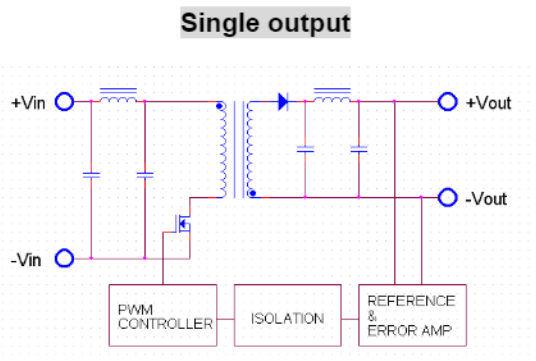 Single output
+Vin
+Vout
-Vout
-Vin
PWM
CONTROLLER
ISOLATION
REFERENCE
&
ERROR AMP